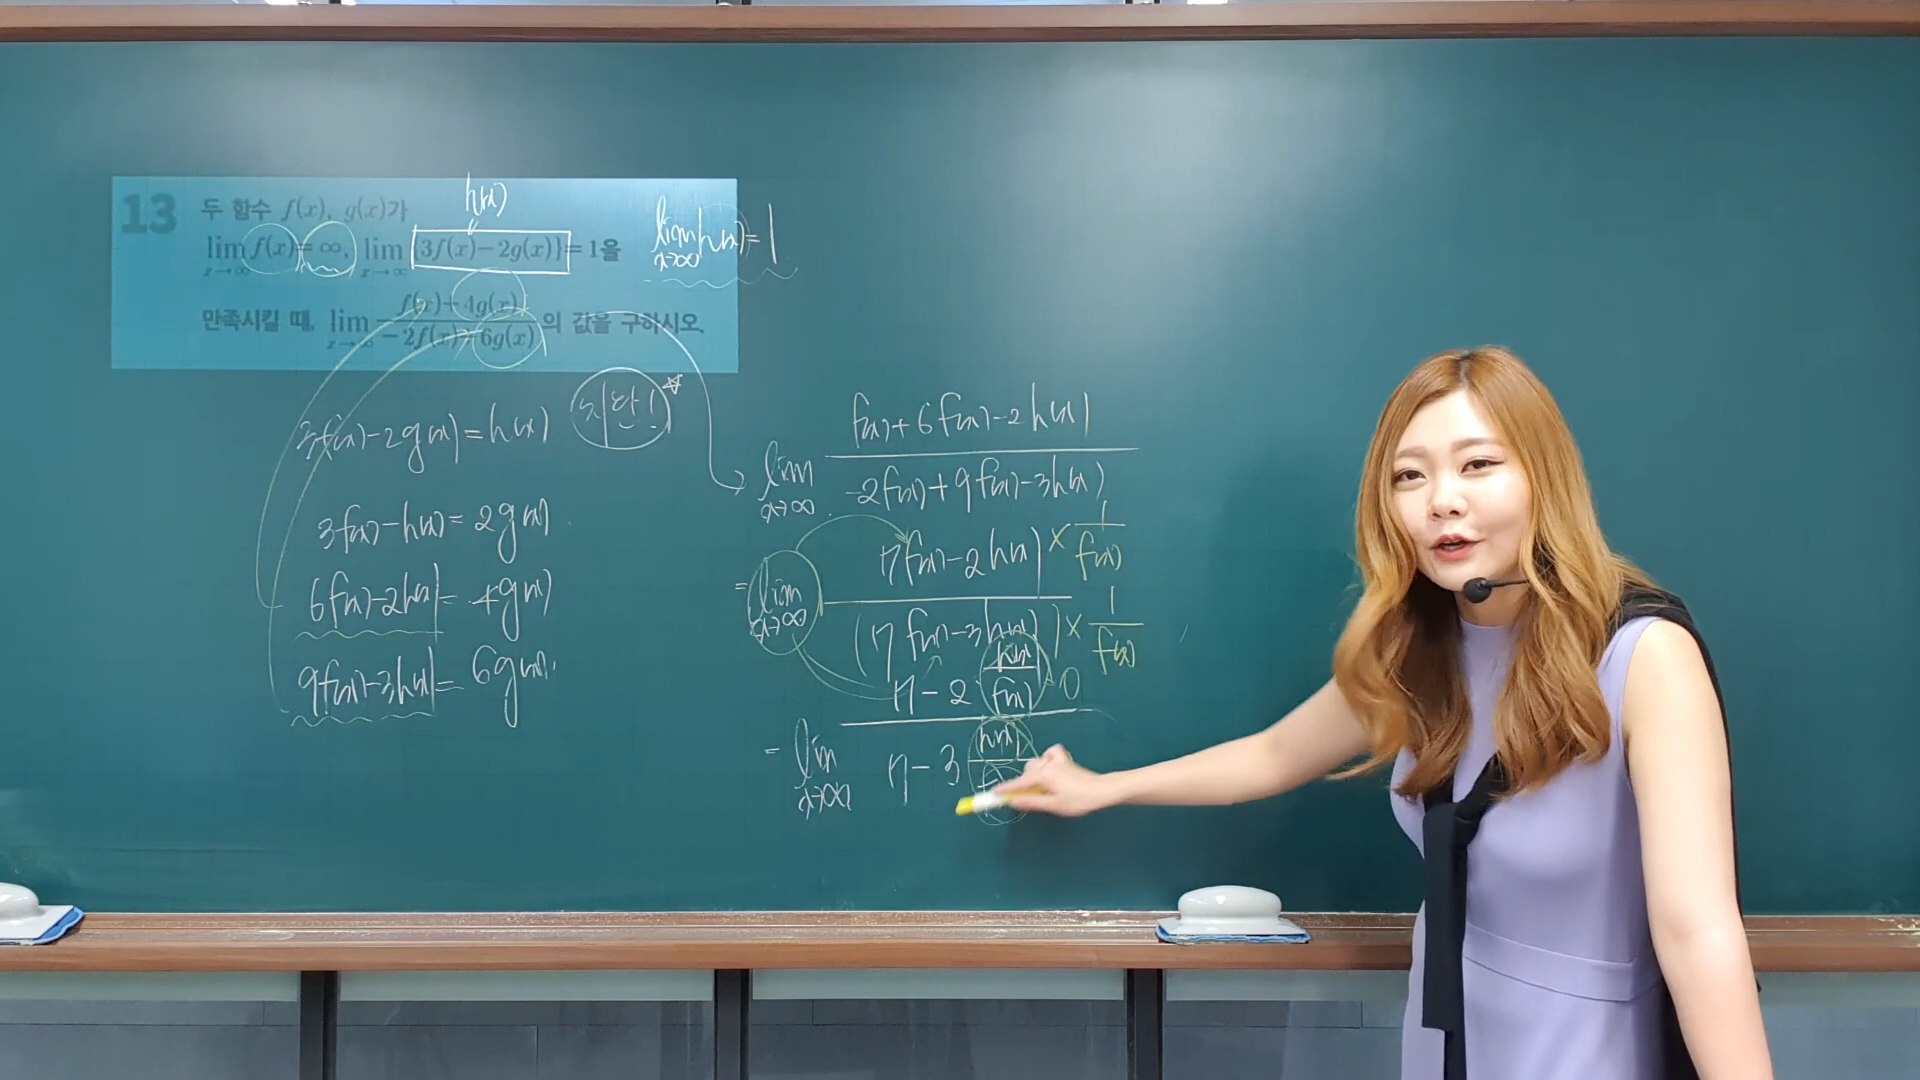 13
두 함수 f(x), g(x)가
h(x)
lim x→∞ f(x)=∞, lim x→∞ {3f(x)-2g(x)}=1을
lim x→∞ h(x)=1
만족시킬 때, lim x→∞ (f(x)+4g(x))/(-2f(x)+6g(x)) 의 값을 구하시오.
치환!
3f(x)-2g(x)=h(x)
3f(x)-h(x)=2g(x)
6f(x)-2h(x)=4g(x)
9f(x)-3h(x)=6g(x)
lim x→∞ (f(x)+6f(x)-2h(x))/(-2f(x)+9f(x)-3h(x))
= lim x→∞ (7f(x)-2h(x))×1/f(x) / (7f(x)-3h(x))×1/f(x)
= lim x→∞ (7-2 h(x)/f(x))/(7-3 h(x)/f(x))
0